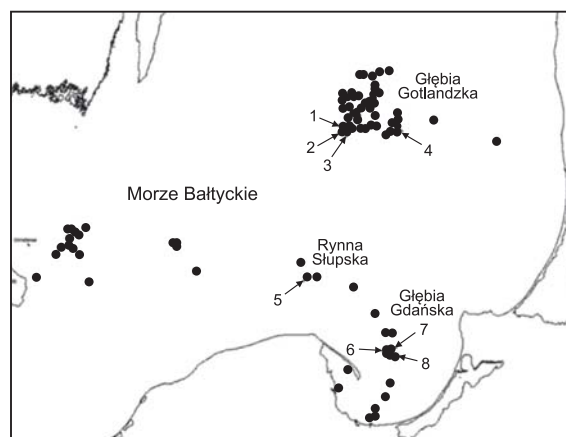 Głębia
Gotlandzka
1
2
3
4
Morze Bałtyckie
Rynna
Słupska
5
Głębia
Gdańska
7
6
8